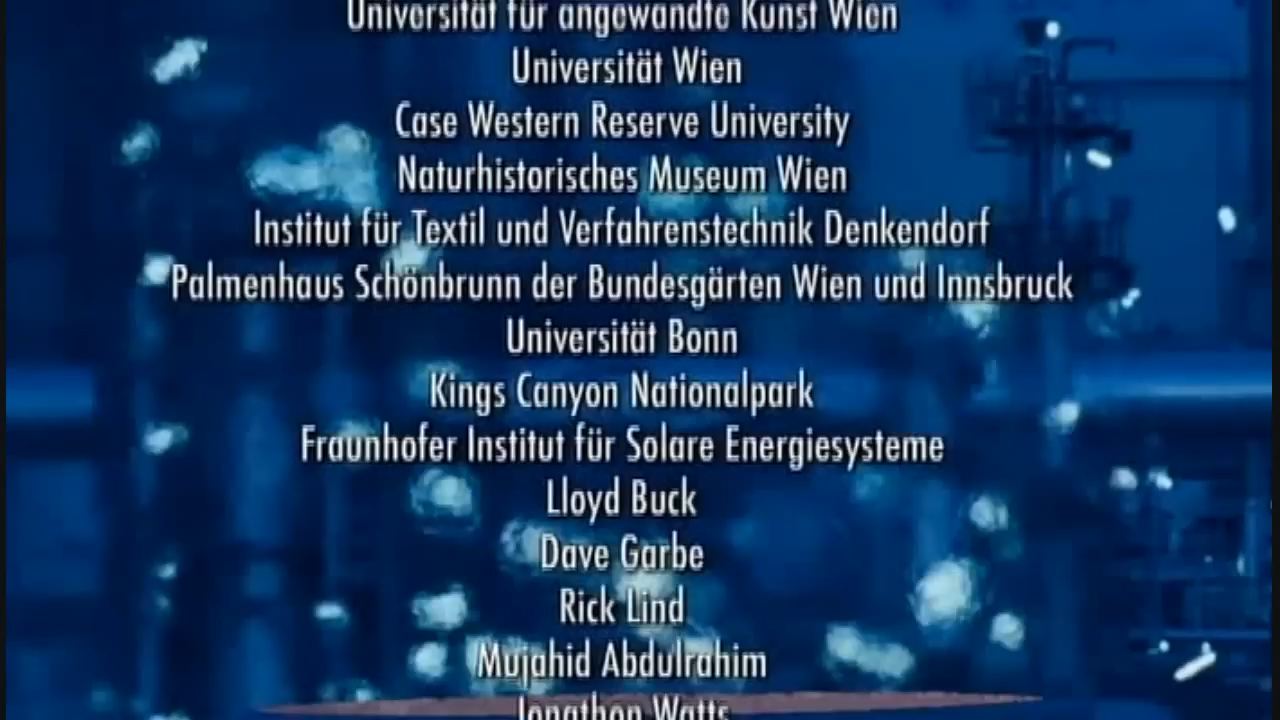 Universität für angewandte Kunst Wien
Universität Wien
Case Western Reserve University
Naturhistorisches Museum Wien
Institut für Textil und Verfahrenstechnik Denkendorf
Palmenhaus Schönbrunn der Bundesgärten Wien und Innsbruck
Universität Bonn
Kings Canyon Nationalpark
Fraunhofer Institut für Solare Energiesysteme
Lloyd Buck
Dave Garbe
Rick Lind
Mujahid Abdulrahim
Jonathon Watts